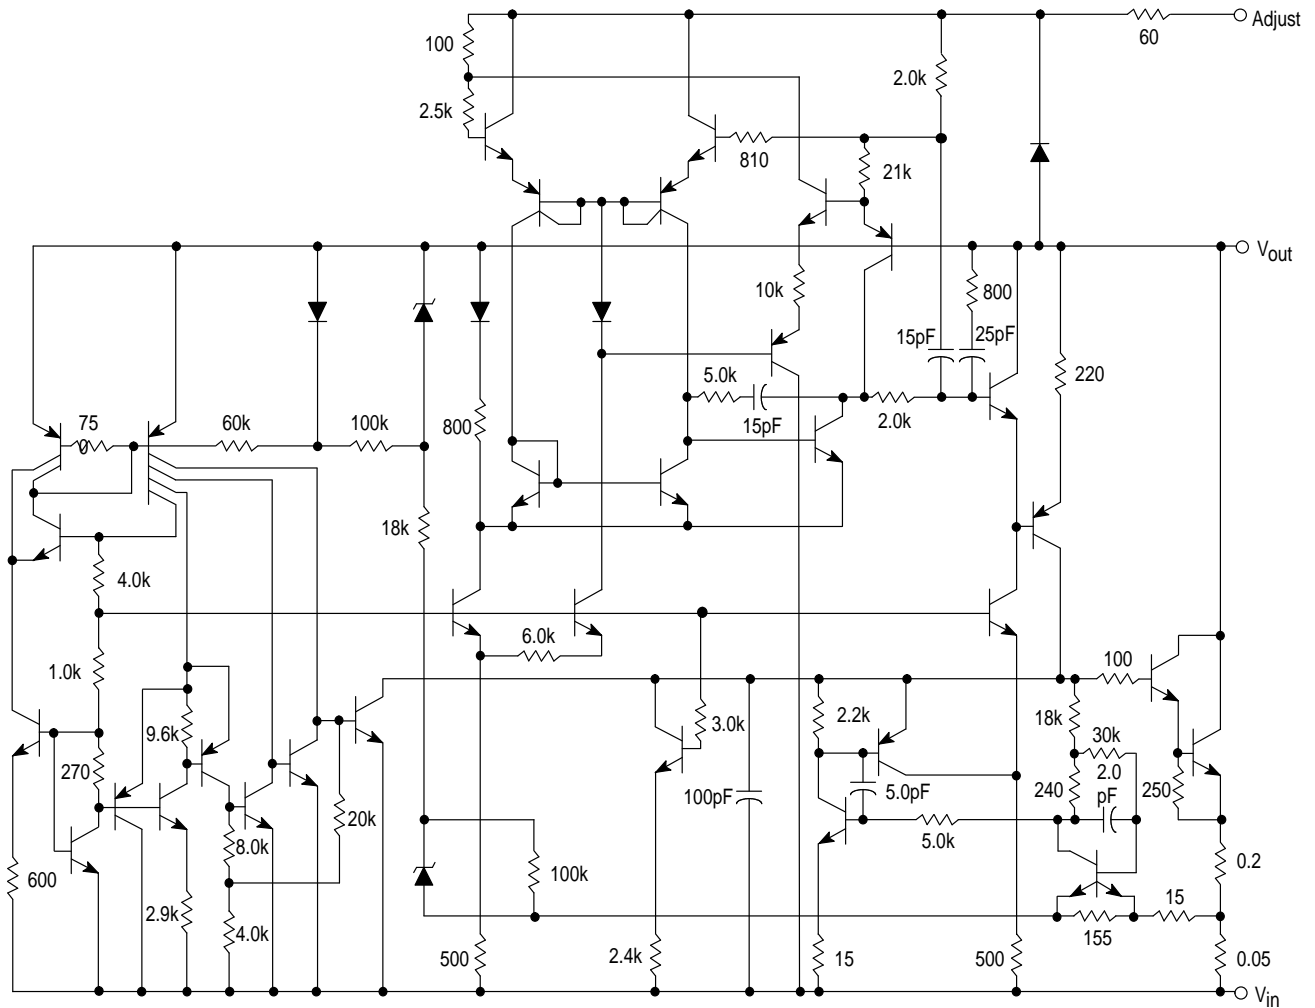 Adjust
100
60
2.0k
2.5k
810
21k
Vout
10k
800
15pF
25pF
5.0k
220
75
0
60k
100k
800
15pF
2.0k
18k
4.0k
6.0k
1.0k
100
9.6k
3.0k
2.2k
18k
30k
270
2.0
pF
5.0pF
240
250
100pF
20k
8.0k
5.0k
600
100k
0.2
15
2.9k
4.0k
155
500
2.4k
15
500
0.05
Vin